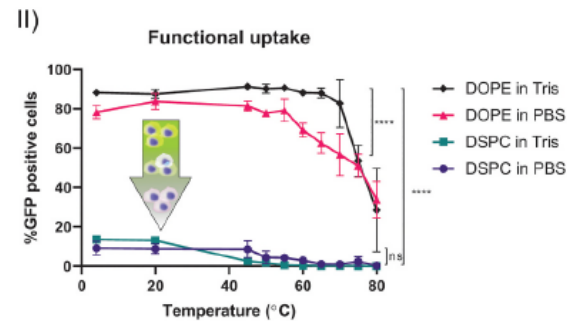 II)
Functional uptake
%GFP positive cells
100
80
60
40
20
0
0
20
40
60
80
Temperature (°C)
****
****
ns
DOPE in Tris
DOPE in PBS
DSPC in Tris
DSPC in PBS